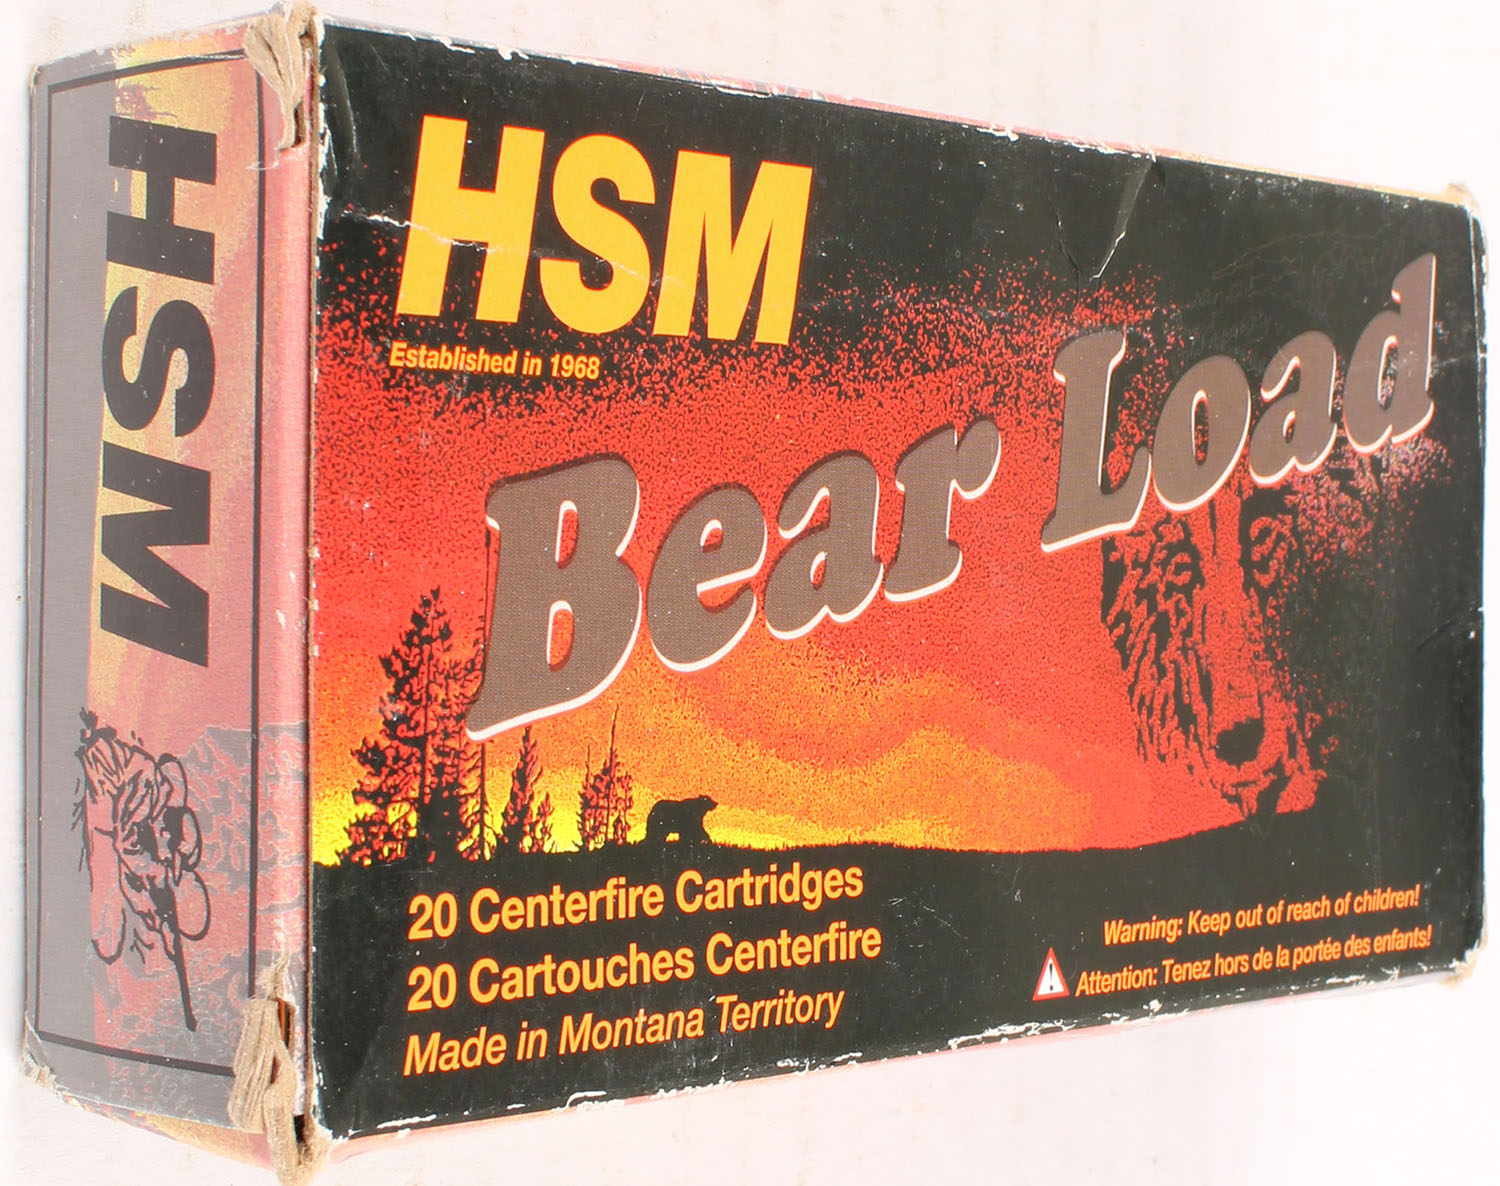 HSM
HSM
Established in 1968
Bear Load
20 Centerfire Cartridges
20 Cartouches Centerfire
Made in Montana Territory
Warning: Keep out of reach of children!
Attention: Tenez hors de la portée des enfants!